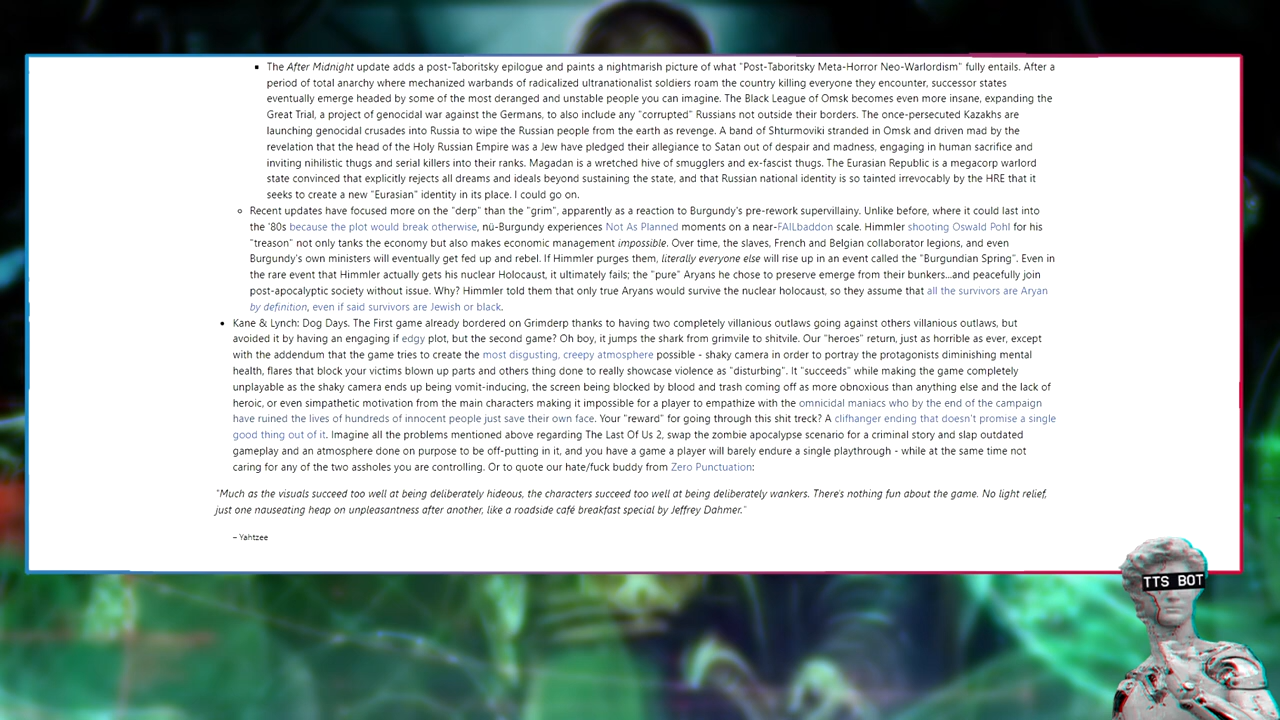 The After Midnight update adds a post-Taboritsky epilogue and paints a nightmarish picture of what "Post-Taboritsky Meta-Horror Neo-Warlordism" fully entails. After a
period of total anarchy where mechanized warbands of radicalized ultranationalist soldiers roam the country killing everyone they encounter, successor states
eventually emerge headed by some of the most deranged and unstable people you can imagine. The Black League of Omsk becomes even more insane, expanding the
Great Trial, a project of genocidal war against the Germans, to also include any "corrupted" Russians not outside their borders. The once-persecuted Kazakhs are
launching genocidal crusades into Russia to wipe the Russian people from the earth as revenge. A band of Shturmoviki stranded in Omsk and driven mad by the
revelation that the head of the Holy Russian Empire was a Jew have pledged their allegiance to Satan out of despair and madness, engaging in human sacrifice and
inviting nihilistic thugs and serial killers into their ranks. Magadan is a wretched hive of smugglers and ex-fascist thugs. The Eurasian Republic is a megacorp warlord
state convinced that explicitly rejects all dreams and ideals beyond sustaining the state, and that Russian national identity is so tainted irrevocably by the HRE that it
seeks to create a new "Eurasian" identity in its place. I could go on.
Recent updates have focused more on the "derp" than the "grim", apparently as a reaction to Burgundy's pre-rework supervillainy. Unlike before, where it could last into
the '80s because the plot would break otherwise, nü-Burgundy experiences Not As Planned moments on a near-FAILbaddon scale. Himmler shooting Oswald Pohl for his
"treason" not only tanks the economy but also makes economic management impossible. Over time, the slaves, French and Belgian collaborator legions, and even
Burgundy's own ministers will eventually get fed up and rebel. If Himmler purges them, literally everyone else will rise up in an event called the "Burgundian Spring". Even in
the rare event that Himmler actually gets his nuclear Holocaust, it ultimately fails; the "pure" Aryans he chose to preserve emerge from their bunkers...and peacefully join
post-apocalyptic society without issue. Why? Himmler told them that only true Aryans would survive the nuclear holocaust, so they assume that all the survivors are Aryan
by definition, even if said survivors are Jewish or black.
Kane & Lynch: Dog Days. The First game already bordered on Grimderp thanks to having two completely villanious outlaws going against others villanious outlaws, but
avoided it by having an engaging if edgy plot, but the second game? Oh boy, it jumps the shark from grimville to shitville. Our "heroes" return, just as horrible as ever, except
with the addendum that the game tries to create the most disgusting, creepy atmosphere possible - shaky camera in order to portray the protagonists diminishing mental
health, flares that block your victims blown up parts and others thing done to really showcase violence as "disturbing". It "succeeds" while making the game completely
unplayable as the shaky camera ends up being vomit-inducing, the screen being blocked by blood and trash coming off as more obnoxious than anything else and the lack of
heroic, or even simpathetic motivation from the main characters making it impossible for a player to empathize with the omnicidal maniacs who by the end of the campaign
have ruined the lives of hundreds of innocent people just save their own face. Your "reward" for going through this shit treck? A clifhanger ending that doesn't promise a single
good thing out of it. Imagine all the problems mentioned above regarding The Last Of Us 2, swap the zombie apocalypse scenario for a criminal story and slap outdated
gameplay and an atmosphere done on purpose to be off-putting in it, and you have a game a player will barely endure a single playthrough - while at the same time not
caring for any of the two assholes you are controlling. Or to quote our hate/fuck buddy from Zero Punctuation:
"Much as the visuals succeed too well at being deliberately hideous, the characters succeed too well at being deliberately wankers. There's nothing fun about the game. No light relief,
just one nauseating heap on unpleasantness after another, like a roadside café breakfast special by Jeffrey Dahmer."
– Yahtzee
TTS BOT